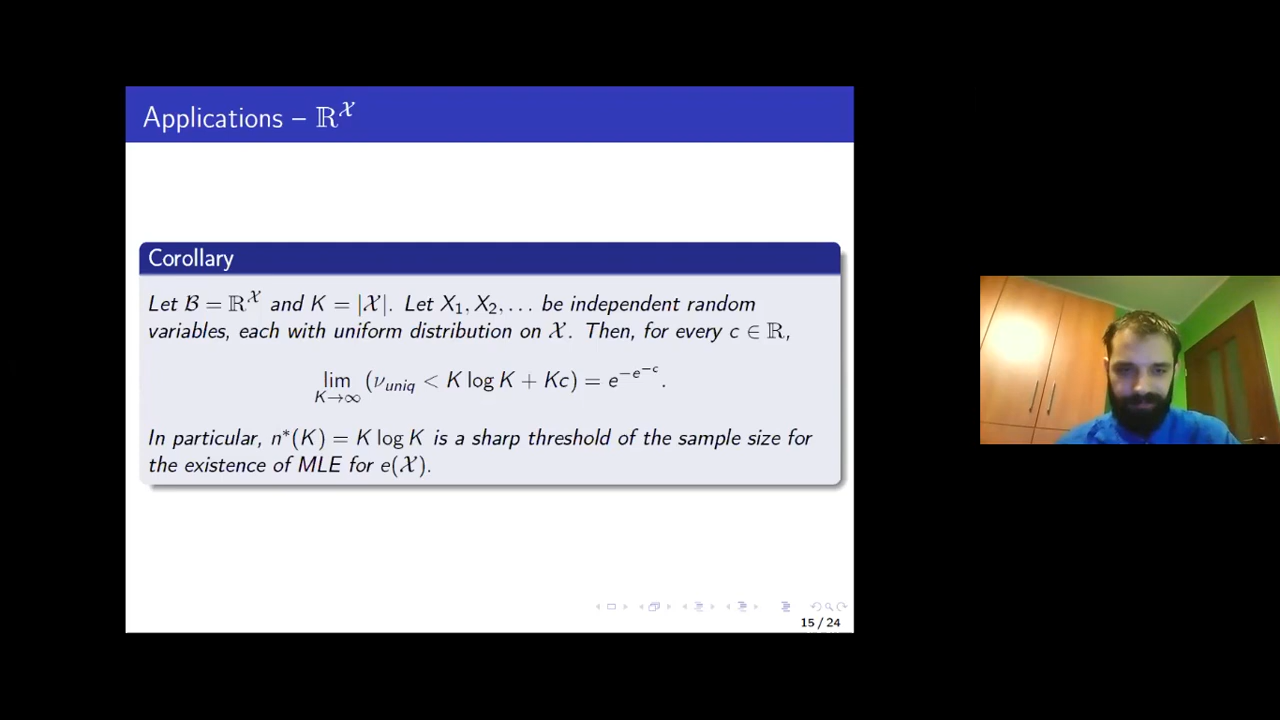 Applications – ℝ^𝒳
Corollary
Let ℬ = ℝ^𝒳 and K = |𝒳|. Let X₁, X₂, … be independent random
variables, each with uniform distribution on 𝒳. Then, for every c ∈ ℝ,
lim_{K→∞} (ν_{uniq} < K log K + Kc) = e^{−e^{−c}}.
In particular, n*(K) = K log K is a sharp threshold of the sample size for
the existence of MLE for e(𝒳).
15 / 24